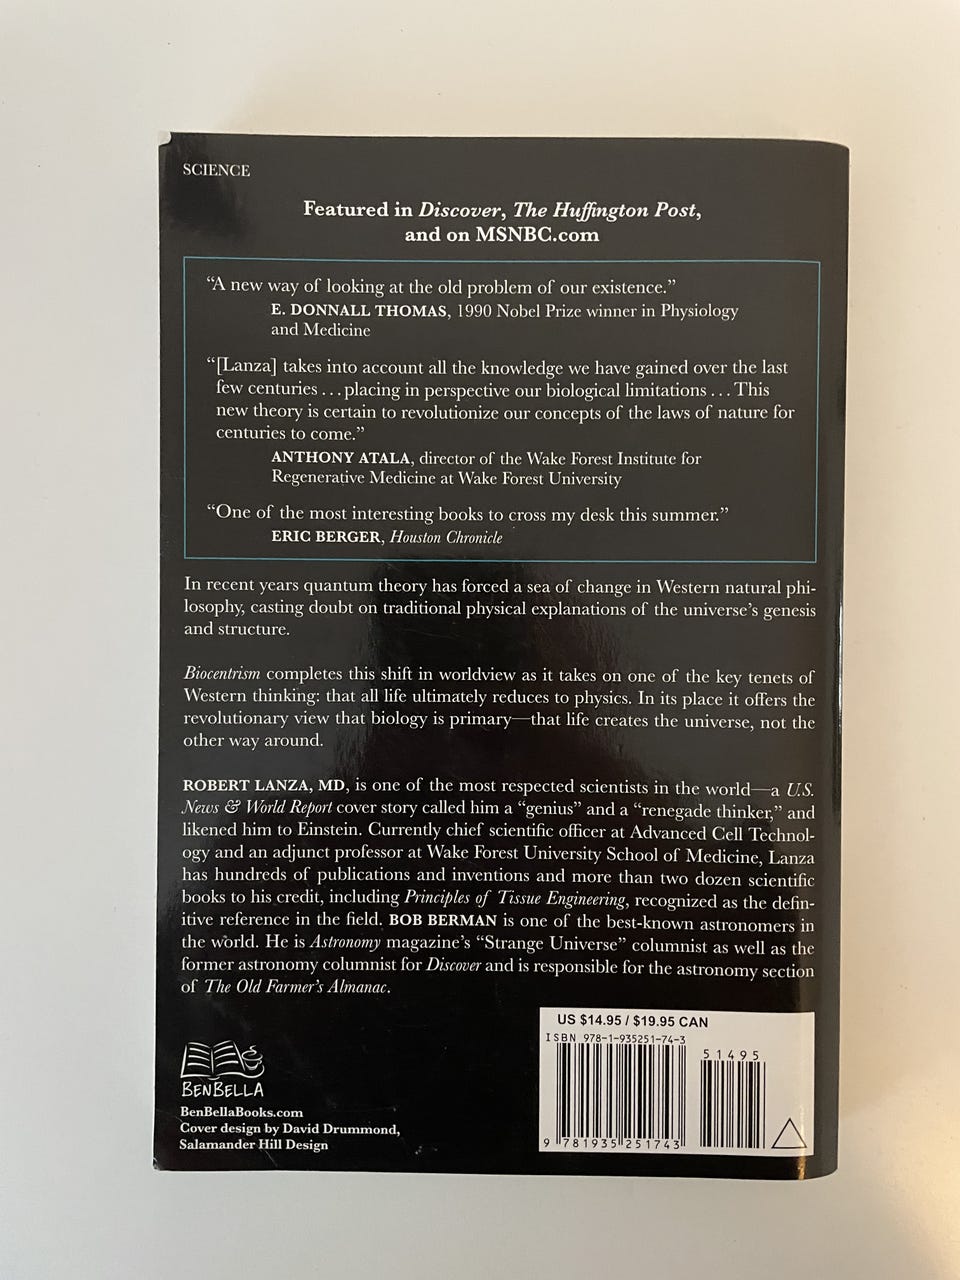 SCIENCE
Featured in Discover, The Huffington Post,
and on MSNBC.com
“A new way of looking at the old problem of our existence.”
E. DONNALL THOMAS, 1990 Nobel Prize winner in Physiology
and Medicine
“[Lanza] takes into account all the knowledge we have gained over the last
few centuries . . . placing in perspective our biological limitations . . . This
new theory is certain to revolutionize our concepts of the laws of nature for
centuries to come.”
ANTHONY ATALA, director of the Wake Forest Institute for
Regenerative Medicine at Wake Forest University
“One of the most interesting books to cross my desk this summer.”
ERIC BERGER, Houston Chronicle
In recent years quantum theory has forced a sea of change in Western natural phi-
losophy, casting doubt on traditional physical explanations of the universe’s genesis
and structure.
Biocentrism completes this shift in worldview as it takes on one of the key tenets of
Western thinking: that all life ultimately reduces to physics. In its place it offers the
revolutionary view that biology is primary—that life creates the universe, not the
other way around.
ROBERT LANZA, MD, is one of the most respected scientists in the world—a U.S.
News & World Report cover story called him a “genius” and a “renegade thinker,” and
likened him to Einstein. Currently chief scientific officer at Advanced Cell Technol-
ogy and an adjunct professor at Wake Forest University School of Medicine, Lanza
has hundreds of publications and inventions and more than two dozen scientific
books to his credit, including Principles of Tissue Engineering, recognized as the defin-
itive reference in the field. BOB BERMAN is one of the best-known astronomers in
the world. He is Astronomy magazine’s “Strange Universe” columnist as well as the
former astronomy columnist for Discover and is responsible for the astronomy section
of The Old Farmer’s Almanac.
US $14.95 / $19.95 CAN
ISBN 978-1-935251-74-3
51495
9 781935 251743
BENBELLA
BenBellaBooks.com
Cover design by David Drummond,
Salamander Hill Design